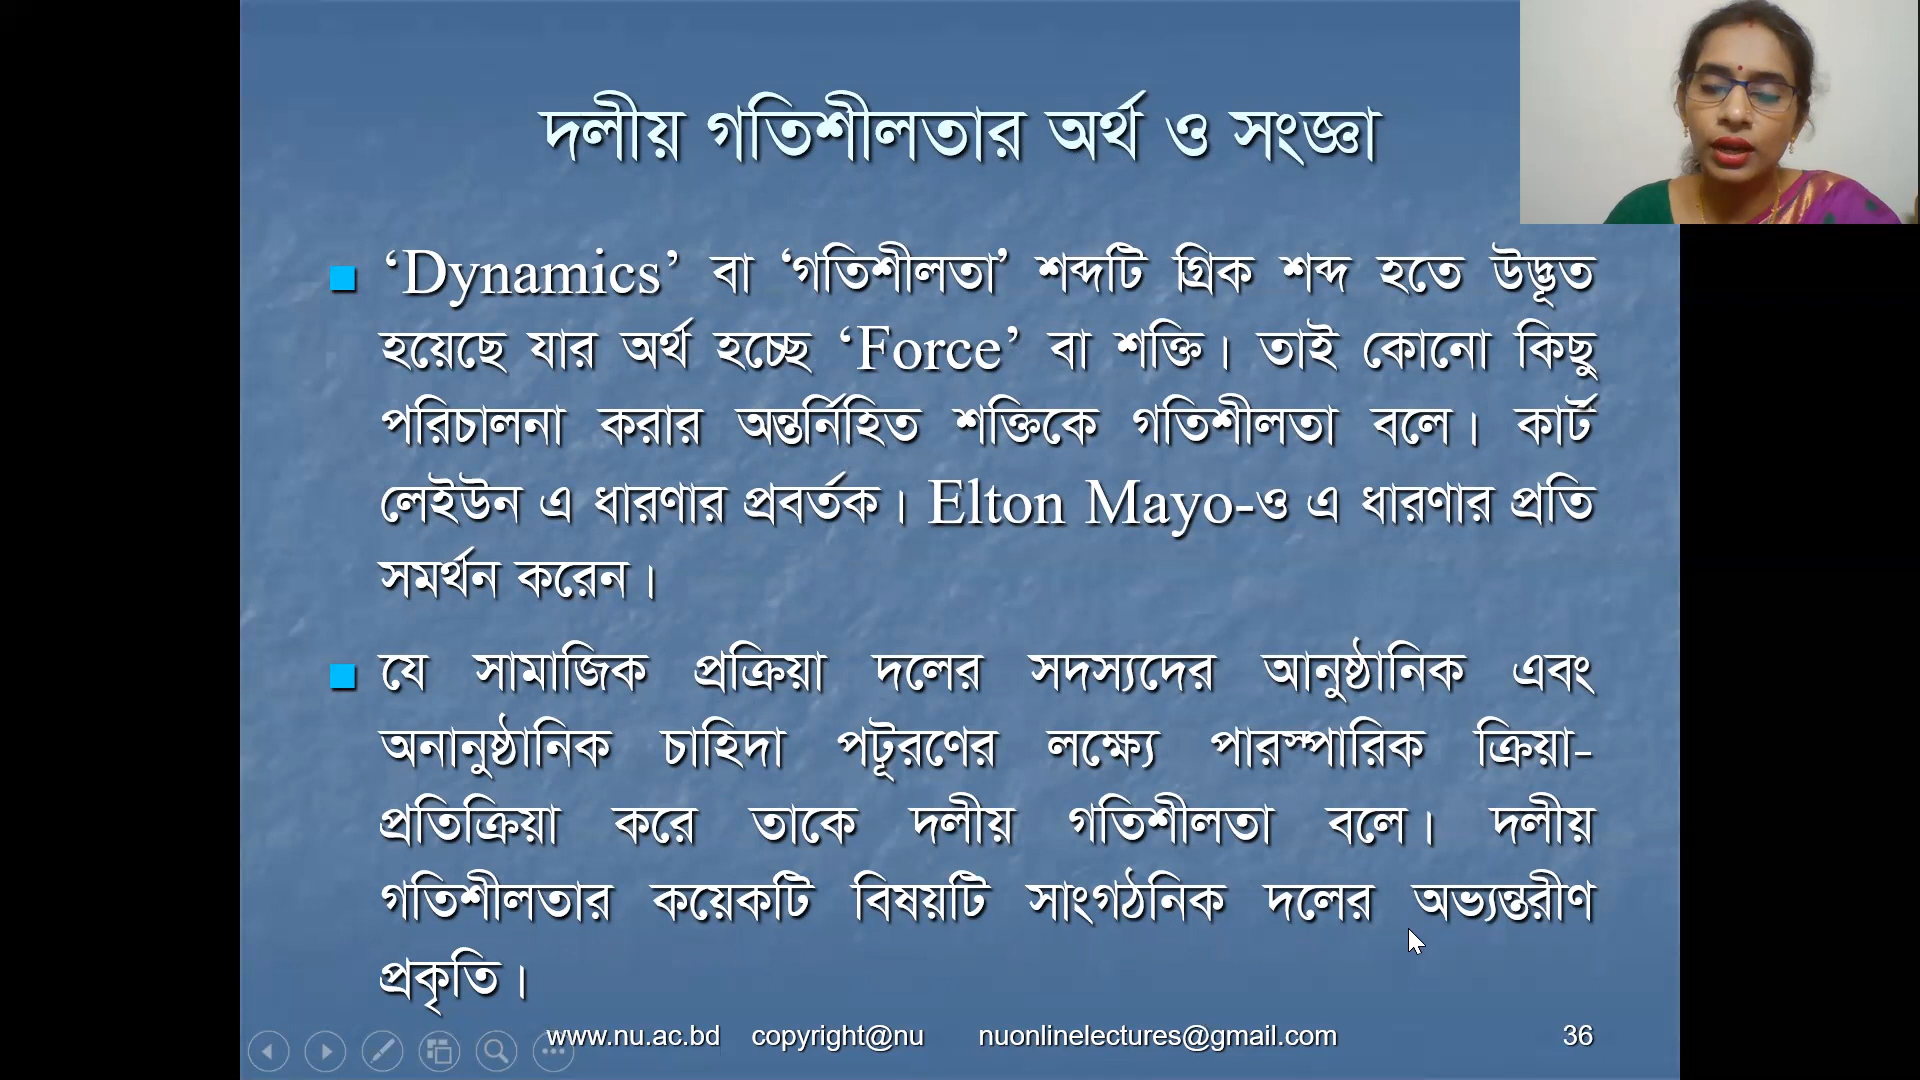 দলীয় গতিশীলতার অর্থ ও সংজ্ঞা
‘Dynamics’ বা ‘গতিশীলতা’ শব্দটি গ্রিক শব্দ হতে উদ্ভূত
হয়েছে যার অর্থ হচ্ছে ‘Force’ বা শক্তি। তাই কোনো কিছু
পরিচালনা করার অন্তর্নিহিত শক্তিকে গতিশীলতা বলে। কার্ট
লেইউন এ ধারণার প্রবর্তক। Elton Mayo-ও এ ধারণার প্রতি
সমর্থন করেন।
যে সামাজিক প্রক্রিয়া দলের সদস্যদের আনুষ্ঠানিক এবং
অনানুষ্ঠানিক চাহিদা পটূরণের লক্ষ্যে পারস্পারিক ক্রিয়া-
প্রতিক্রিয়া করে তাকে দলীয় গতিশীলতা বলে। দলীয়
গতিশীলতার কয়েকটি বিষয়টি সাংগঠনিক দলের অভ্যন্তরীণ
প্রকৃতি।
www.nu.ac.bd copyright@nu nuonlinelectures@gmail.com 36